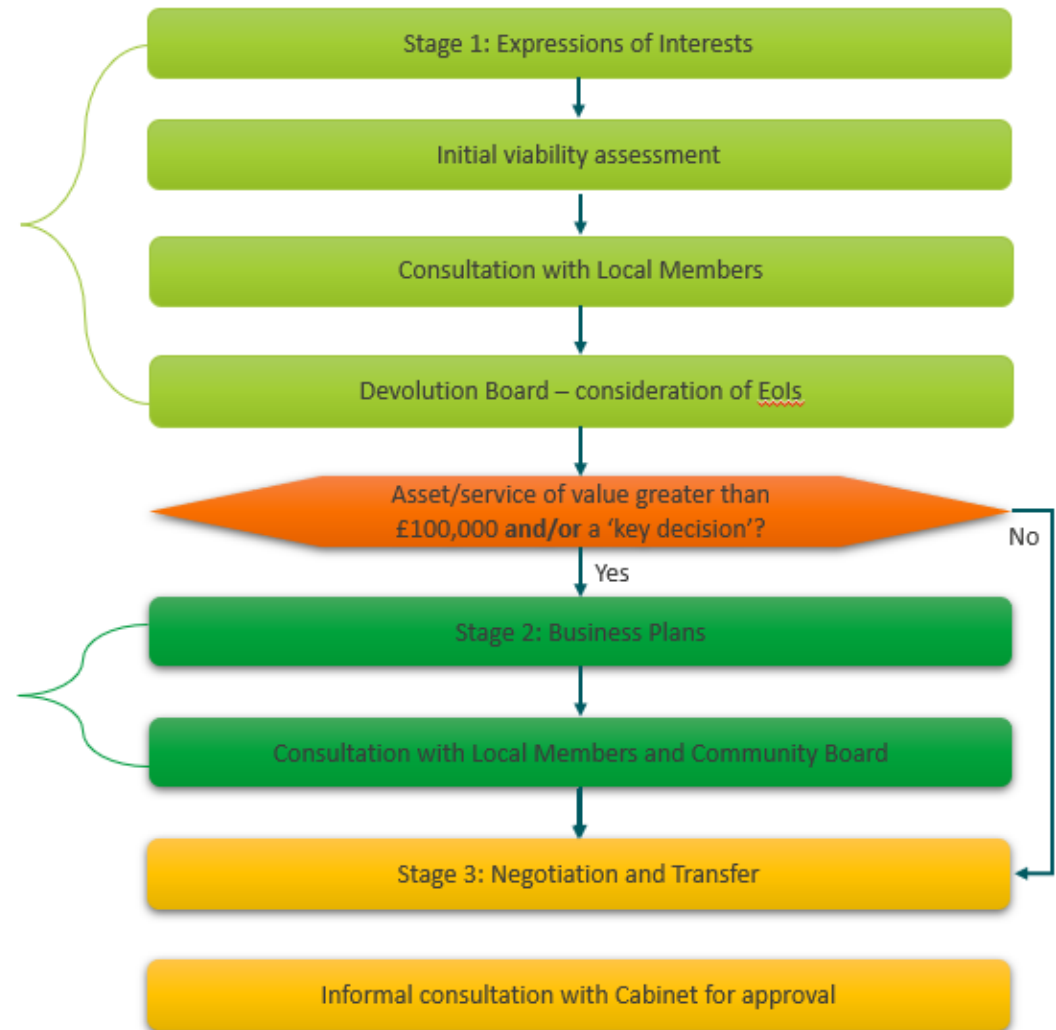 Stage 1: Expressions of Interests
Initial viability assessment
Consultation with Local Members
Devolution Board – consideration of EoIs
Asset/service of value greater than
£100,000 and/or a ‘key decision’?
No
Yes
Stage 2: Business Plans
Consultation with Local Members and Community Board
Stage 3: Negotiation and Transfer
Informal consultation with Cabinet for approval